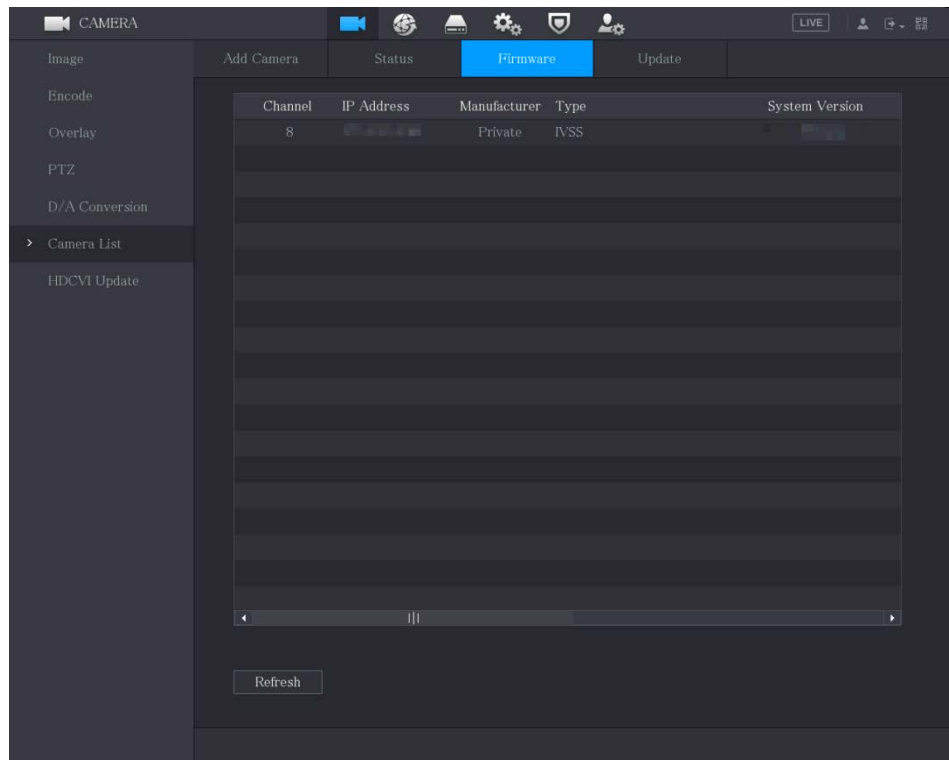 CAMERA
LIVE
Image
Encode
Overlay
PTZ
D/A Conversion
Camera List
HDCVI Update
Add Camera Status Firmware Update
Channel IP Address Manufacturer Type System Version
8 Private IVSS
Refresh